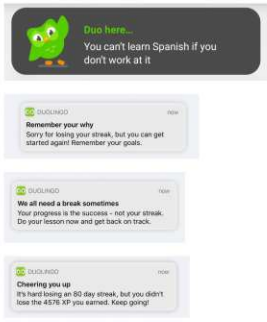 Duo here...
You can't learn Spanish if you
don't work at it
DUOLINGO now
Remember your why
Sorry for losing your streak, but you can get
started again! Remember your goals.
DUOLINGO now
We all need a break sometimes
Your progress is the success - not your streak.
Do your lesson now and get back on track.
DUOLINGO now
Cheering you up
It's hard losing an 80 day streak, but you didn't
lose the 4576 XP you earned. Keep going!